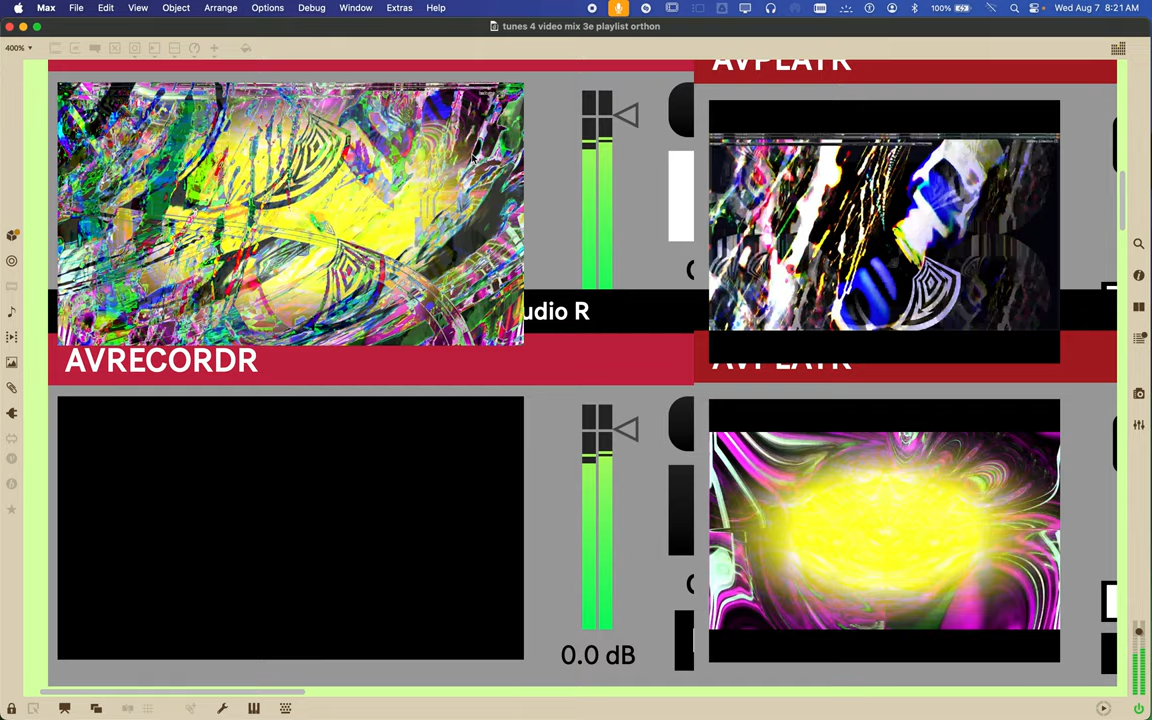 Max File Edit View Object Arrange Options Debug Window Extras Help
100% Wed Aug 7 8:21 AM
tunes 4 video mix 3e playlist orthon
400%
AVPLAYR
udio R
AVRECORDR
AVPLAYR
0.0 dB